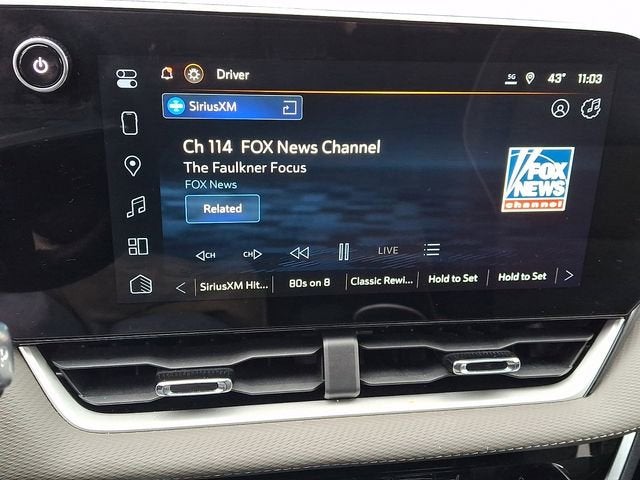 Driver 5G 43° 11:03
SiriusXM
Ch 114 FOX News Channel
The Faulkner Focus
FOX News
Related
FOX
NEWS
channel
CH CH LIVE
SiriusXM Hit... 80s on 8 Classic Rewi... Hold to Set Hold to Set